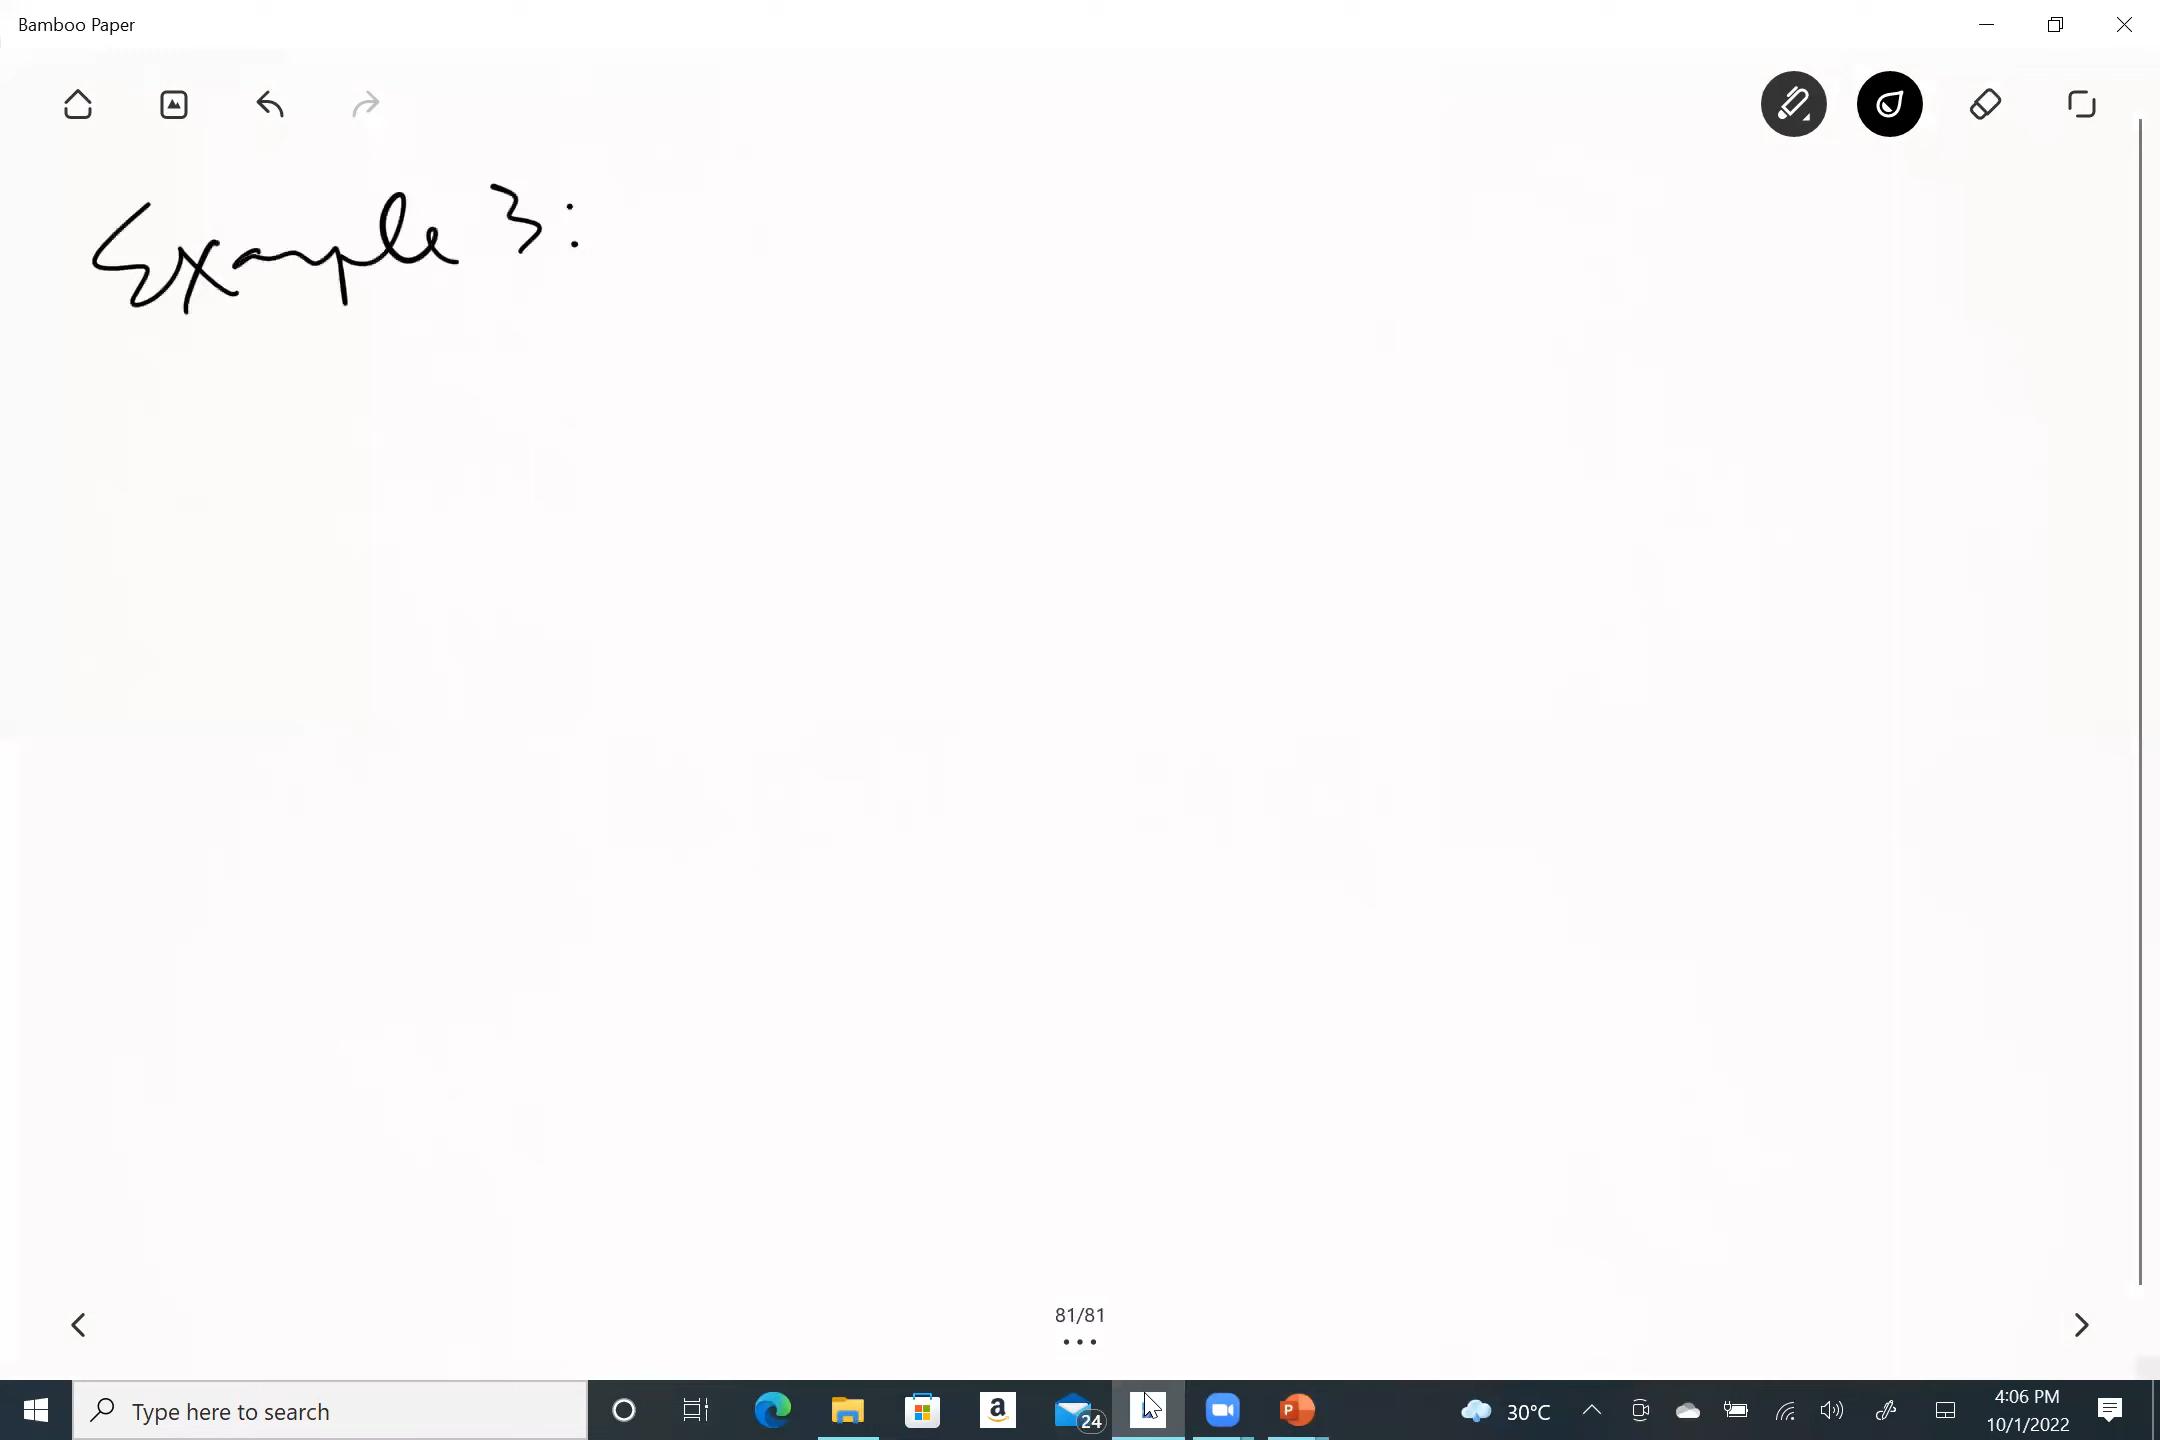 Bamboo Paper
Example 3:
81/81
Type here to search
24
30°C
4:06 PM
10/1/2022